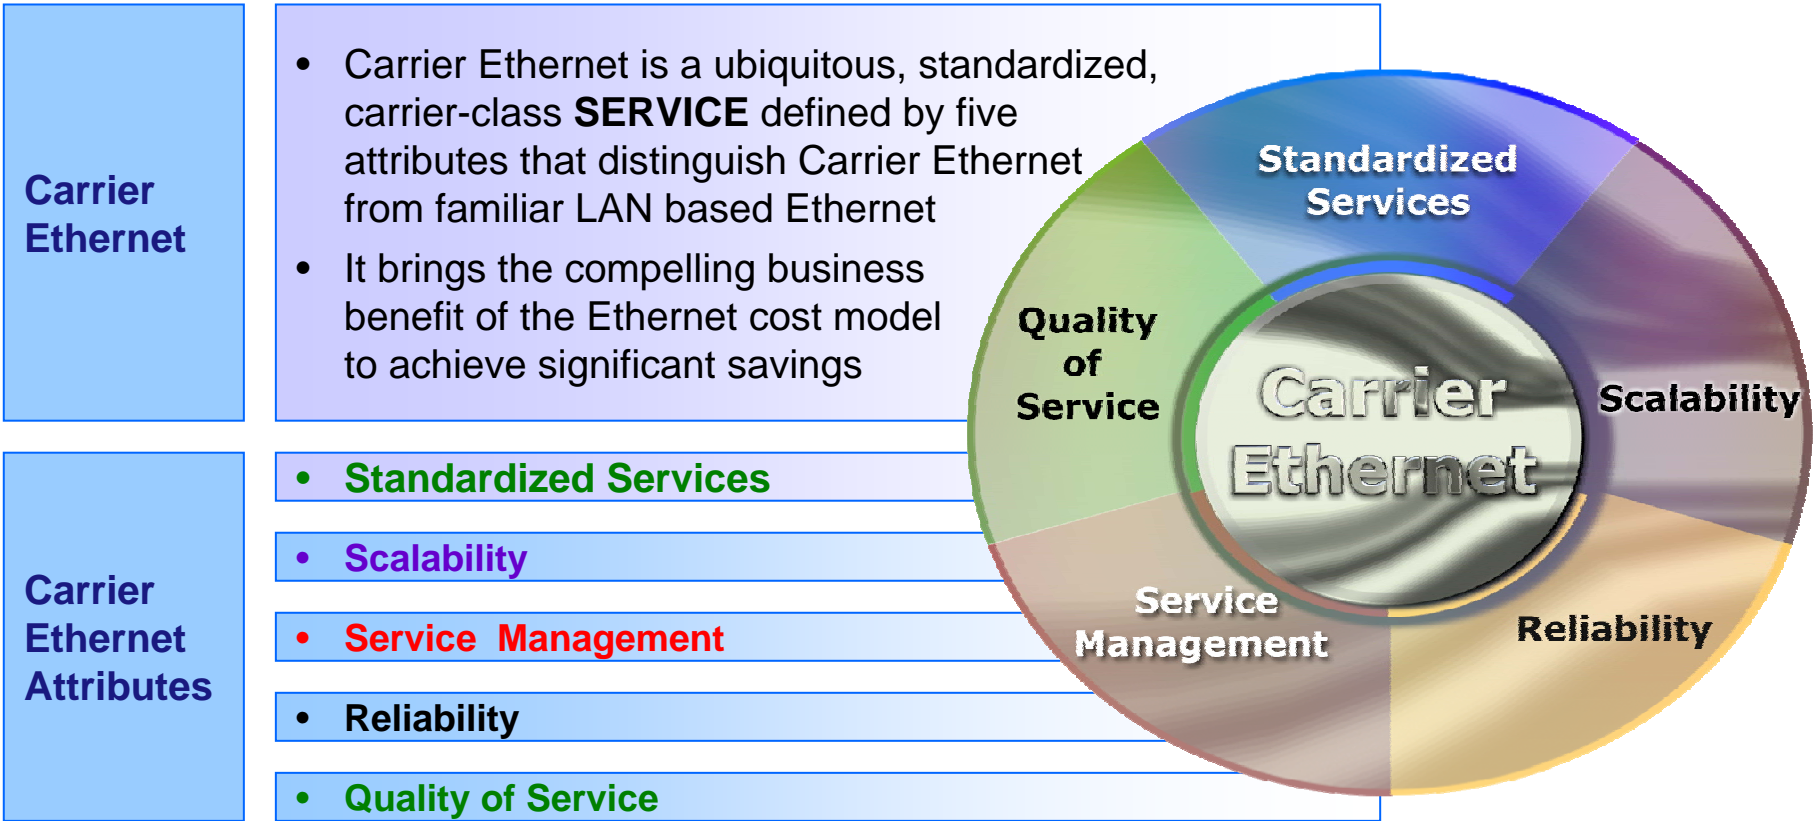 Carrier
Ethernet
• Carrier Ethernet is a ubiquitous, standardized,
carrier-class SERVICE defined by five
attributes that distinguish Carrier Ethernet
from familiar LAN based Ethernet
• It brings the compelling business
benefit of the Ethernet cost model
to achieve significant savings
Carrier
Ethernet
Attributes
• Standardized Services
• Scalability
• Service  Management
• Reliability
• Quality of Service
Standardized
Services
Quality
of
Service
Carrier
Ethernet
Scalability
Service
Management
Reliability